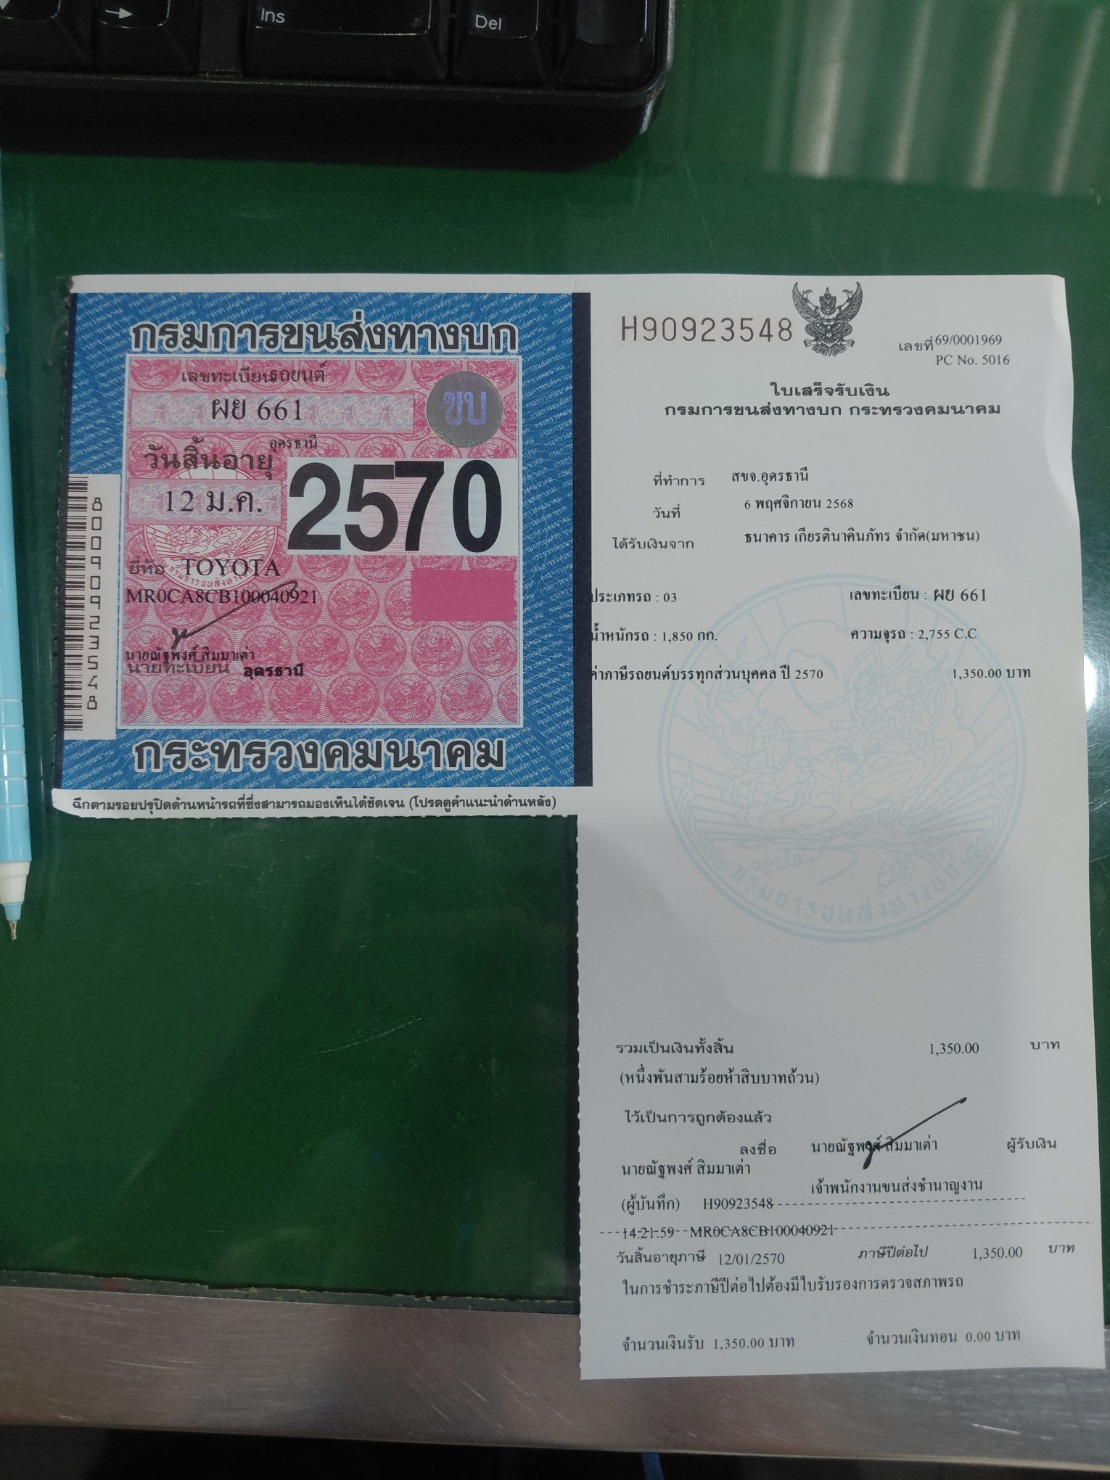 Ins
Del
กรมการขนส่งทางบก
เลขทะเบียนรถยนต์
ผย 661
ขบ
อุดรธานี
วันสิ้นอายุ
12 ม.ค.
2570
ยี่ห้อ TOYOTA
MR0CA8CB100040921
นายณัฐพงศ์ สิมมาเต่า
นายทะเบียน อุดรธานี
80090923548
กระทรวงคมนาคม
ฉีกตามรอยปรุปิดด้านหน้ารถที่ซึ่งสามารถมองเห็นได้ชัดเจน (โปรดดูคำแนะนำด้านหลัง)
H90923548
เลขที่ 69/0001969
PC No. 5016
ใบเสร็จรับเงิน
กรมการขนส่งทางบก กระทรวงคมนาคม
ที่ทำการ สขจ.อุดรธานี
วันที่ 6 พฤศจิกายน 2568
ได้รับเงินจาก ธนาคาร เกียรตินาคินภัทร จำกัด(มหาชน)
ประเภทรถ : 03 เลขทะเบียน : ผย 661
น้ำหนักรถ : 1,850 กก. ความจุรถ : 2,755 C.C
ค่าภาษีรถยนต์บรรทุกส่วนบุคคล ปี 2570 1,350.00 บาท
กรมการขนส่งทางบก
รวมเป็นเงินทั้งสิ้น 1,350.00 บาท
(หนึ่งพันสามร้อยห้าสิบบาทถ้วน)
ไว้เป็นการถูกต้องแล้ว
ลงชื่อ นายณัฐพงศ์ สิมมาเต่า ผู้รับเงิน
นายณัฐพงศ์ สิมมาเต่า
เจ้าพนักงานขนส่งชำนาญงาน
(ผู้บันทึก) H90923548
14:21:59 MR0CA8CB100040921
วันสิ้นอายุภาษี 12/01/2570 ภาษีปีต่อไป 1,350.00 บาท
ในการชำระภาษีปีต่อไปต้องมีใบรับรองการตรวจสภาพรถ
จำนวนเงินรับ 1,350.00 บาท จำนวนเงินทอน 0.00 บาท